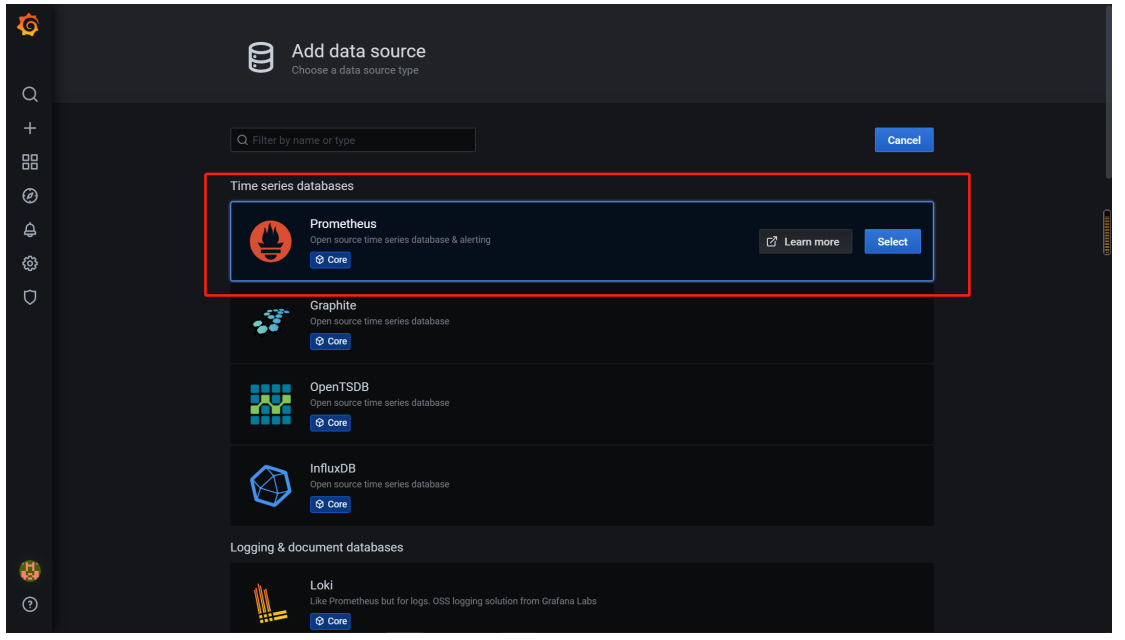 Add data source
Choose a data source type
Filter by name or type
Cancel
Time series databases
Prometheus
Open source time series database & alerting
Core
Learn more
Select
Graphite
Open source time series database
Core
OpenTSDB
Open source time series database
Core
InfluxDB
Open source time series database
Core
Logging & document databases
Loki
Like Prometheus but for logs. OSS logging solution from Grafana Labs
Core